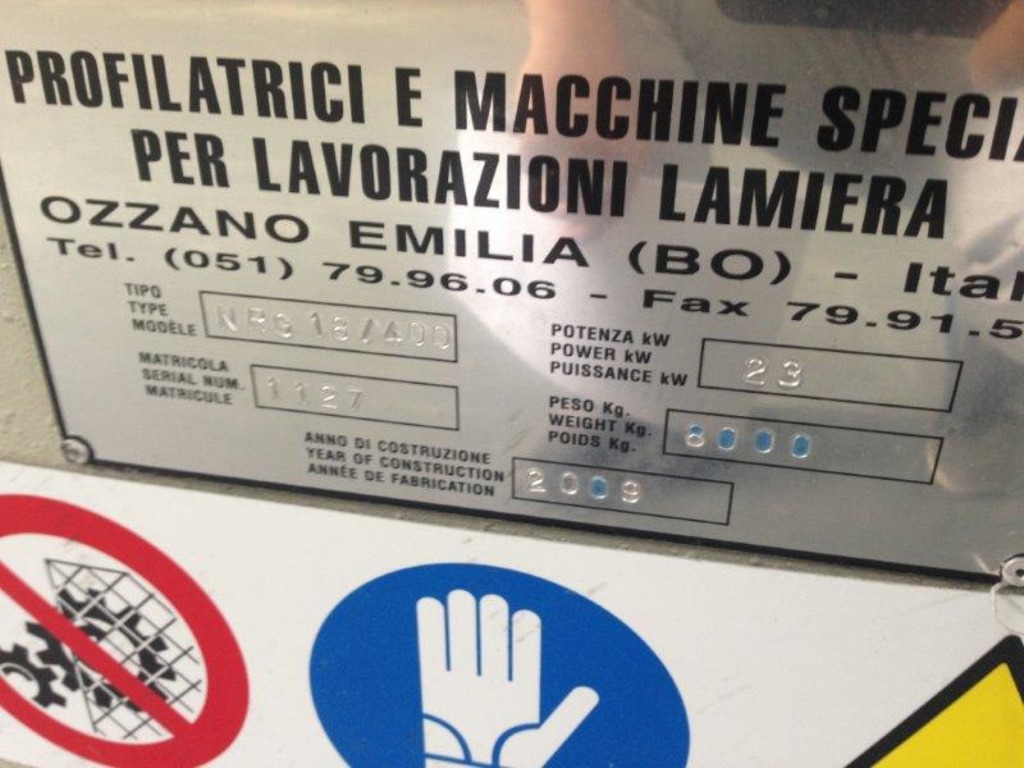 PROFILATRICI E MACCHINE SPECIA
PER LAVORAZIONI LAMIERA
OZZANO EMILIA (BO) - Ital
Tel. (051) 79.96.06 - Fax 79.91.5
TIPO
TYPE
MODÈLE
NRG 18/400
MATRICOLA
SERIAL NUM.
MATRICULE
1127
ANNO DI COSTRUZIONE
YEAR OF CONSTRUCTION
ANNÉE DE FABRICATION
2009
POTENZA kW
POWER kW
PUISSANCE kW
23
PESO Kg.
WEIGHT Kg.
POIDS Kg.
8000